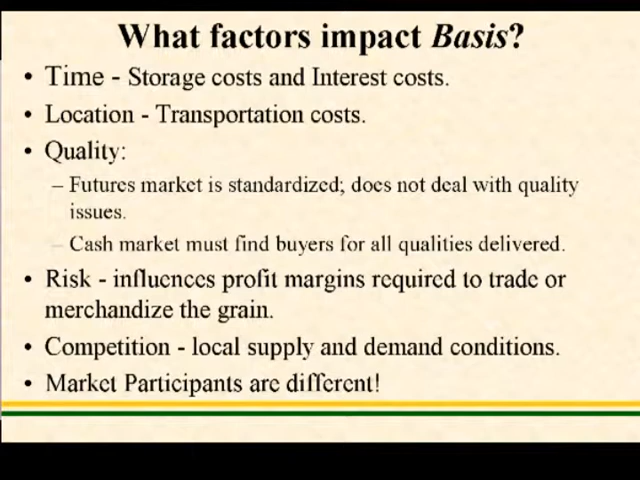 What factors impact Basis?
• Time - Storage costs and Interest costs.
• Location - Transportation costs.
• Quality:
– Futures market is standardized; does not deal with quality
issues.
– Cash market must find buyers for all qualities delivered.
• Risk - influences profit margins required to trade or
merchandize the grain.
• Competition - local supply and demand conditions.
• Market Participants are different!